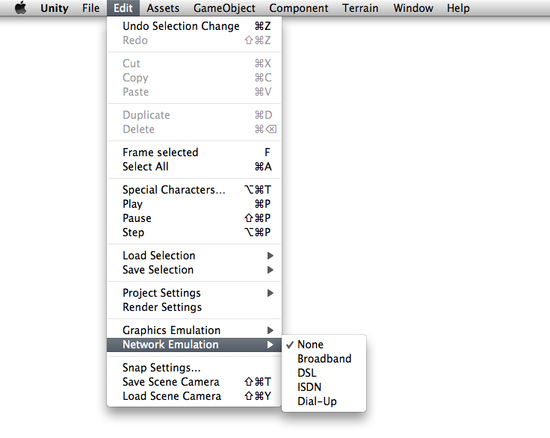 Unity File Edit Assets GameObject Component Terrain Window Help
Undo Selection Change ⌘Z
Redo ⇧⌘Z
Cut ⌘X
Copy ⌘C
Paste ⌘V
Duplicate ⌘D
Delete ⌘⌫
Frame selected F
Select All ⌘A
Special Characters... ⌥⌘T
Play ⌘P
Pause ⇧⌘P
Step ⌥⌘P
Load Selection
Save Selection
Project Settings
Render Settings
Graphics Emulation
Network Emulation
None
Broadband
DSL
ISDN
Dial-Up
Snap Settings...
Save Scene Camera ⇧⌘T
Load Scene Camera ⇧⌘Y